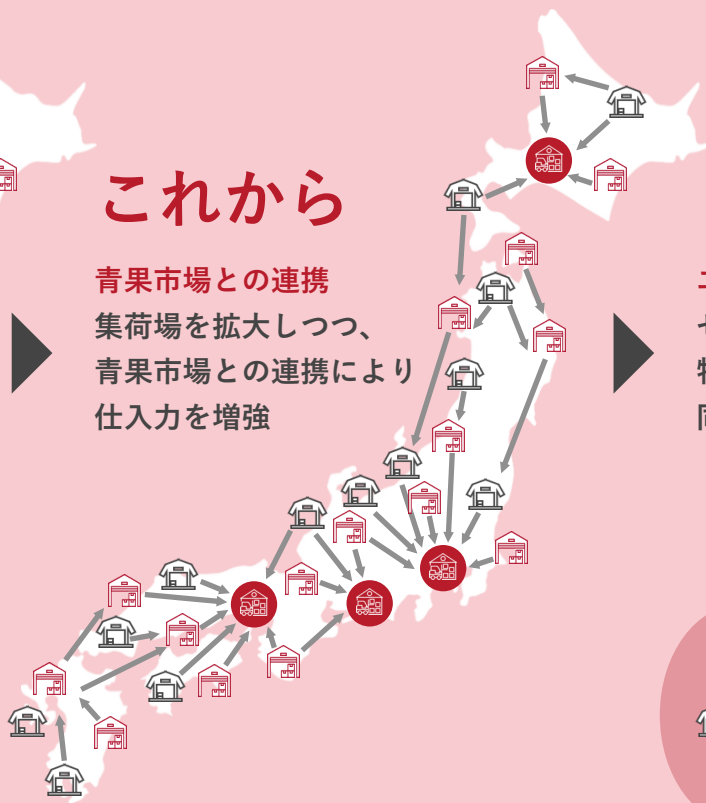 これから
青果市場との連携
集荷場を拡大しつつ、
青果市場との連携により
仕入力を増強